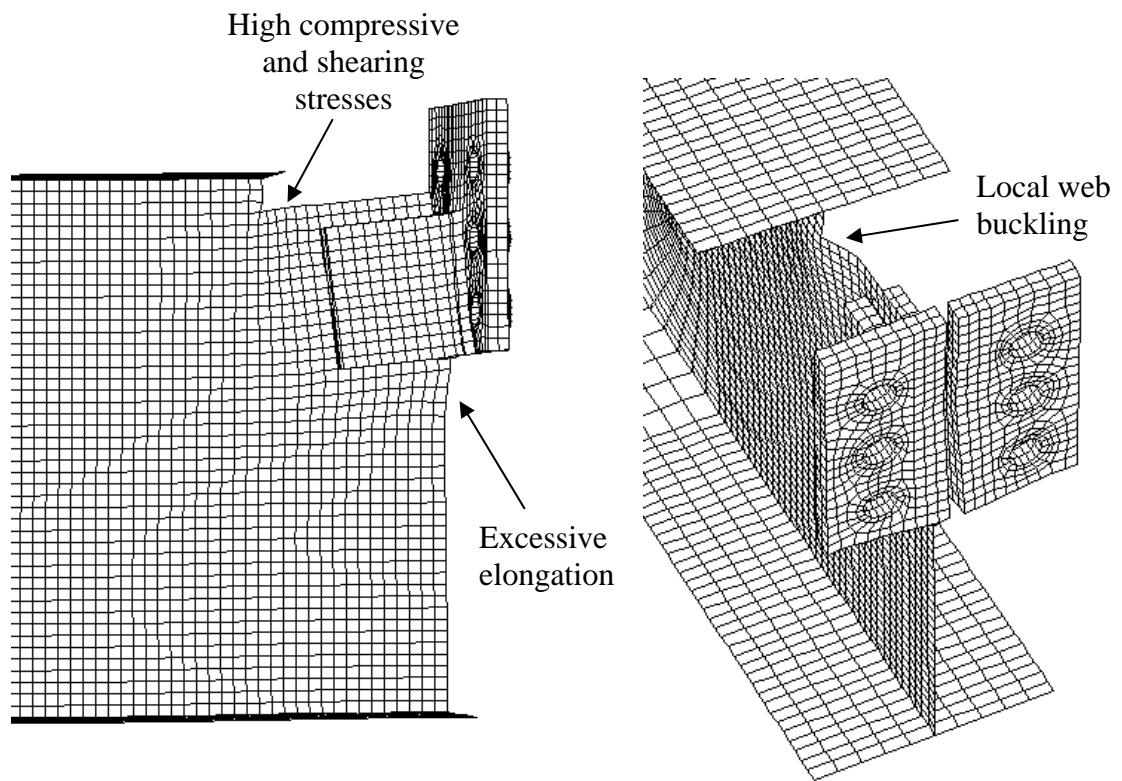 High compressive
and shearing
stresses
Excessive
elongation
Local web
buckling